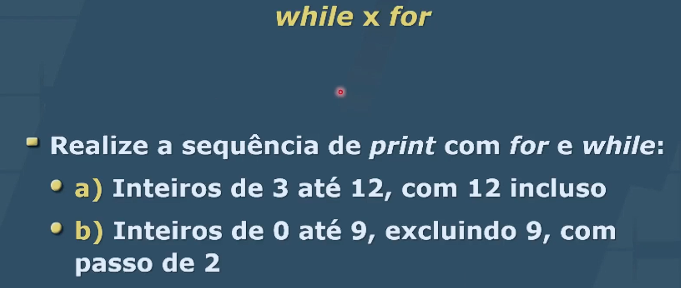 while x for
Realize a sequência de print com for e while:
a) Inteiros de 3 até 12, com 12 incluso
b) Inteiros de 0 até 9, excluindo 9, com
passo de 2